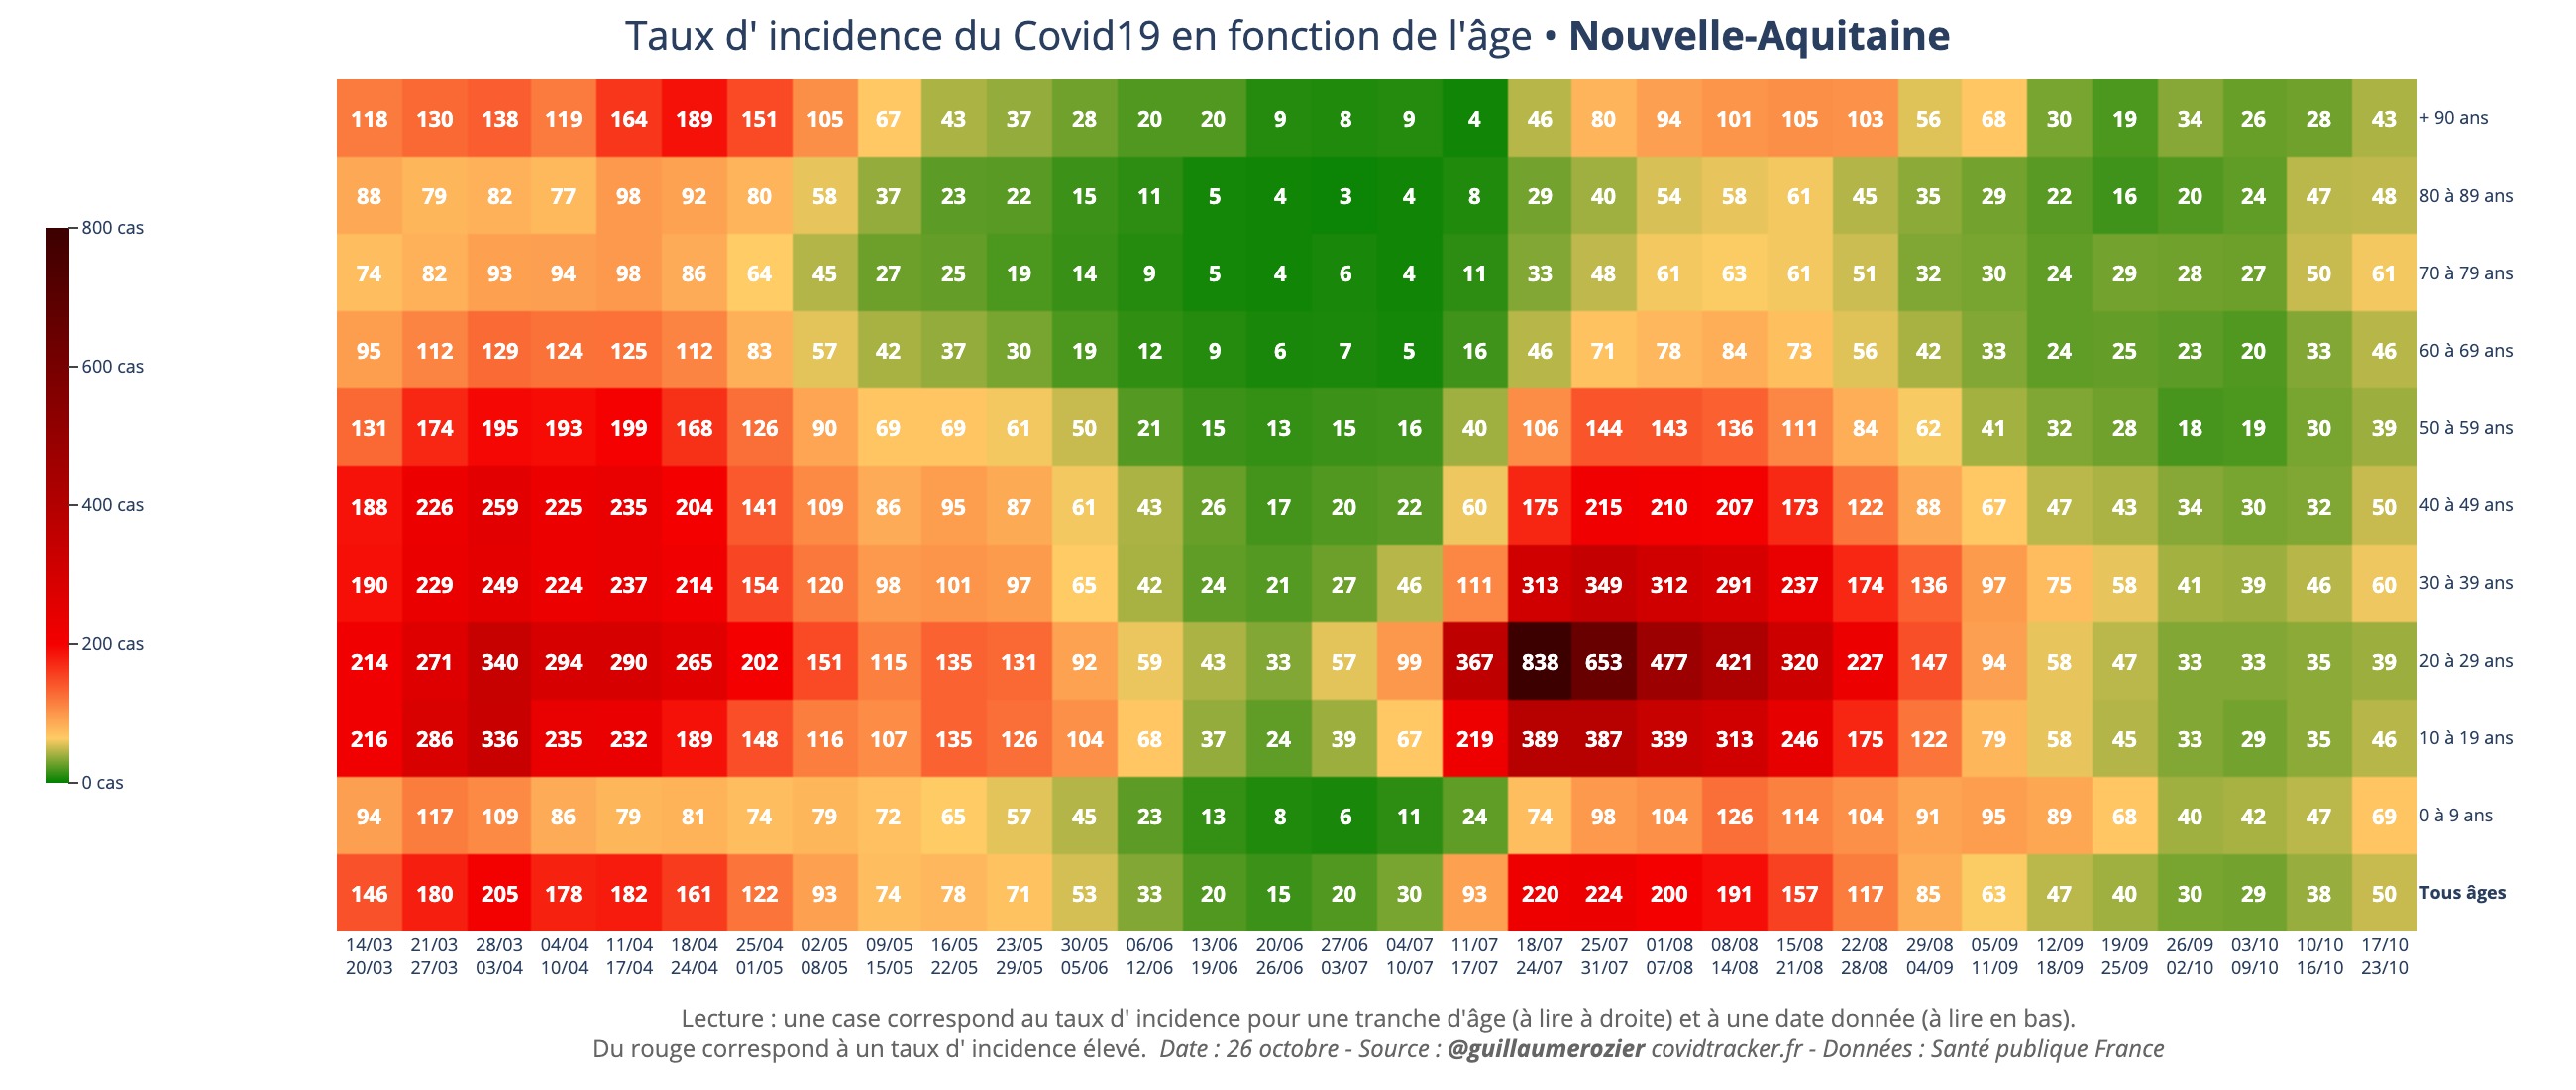 Taux d' incidence du Covid19 en fonction de l'âge • Nouvelle-Aquitaine
800 cas
600 cas
400 cas
200 cas
0 cas
118 130 138 119 164 189 151 105 67 43 37 28 20 20 9 8 9 4 46 80 94 101 105 103 56 68 30 19 34 26 28 43 + 90 ans
88 79 82 77 98 92 80 58 37 23 22 15 11 5 4 3 4 8 29 40 54 58 61 45 35 29 22 16 20 24 47 48 80 à 89 ans
74 82 93 94 98 86 64 45 27 25 19 14 9 5 4 6 4 11 33 48 61 63 61 51 32 30 24 29 28 27 50 61 70 à 79 ans
95 112 129 124 125 112 83 57 42 37 30 19 12 9 6 7 5 16 46 71 78 84 73 56 42 33 24 25 23 20 33 46 60 à 69 ans
131 174 195 193 199 168 126 90 69 69 61 50 21 15 13 15 16 40 106 144 143 136 111 84 62 41 32 28 18 19 30 39 50 à 59 ans
188 226 259 225 235 204 141 109 86 95 87 61 43 26 17 20 22 60 175 215 210 207 173 122 88 67 47 43 34 30 32 50 40 à 49 ans
190 229 249 224 237 214 154 120 98 101 97 65 42 24 21 27 46 111 313 349 312 291 237 174 136 97 75 58 41 39 46 60 30 à 39 ans
214 271 340 294 290 265 202 151 115 135 131 92 59 43 33 57 99 367 838 653 477 421 320 227 147 94 58 47 33 33 35 39 20 à 29 ans
216 286 336 235 232 189 148 116 107 135 126 104 68 37 24 39 67 219 389 387 339 313 246 175 122 79 58 45 33 29 35 46 10 à 19 ans
94 117 109 86 79 81 74 79 72 65 57 45 23 13 8 6 11 24 74 98 104 126 114 104 91 95 89 68 40 42 47 69 0 à 9 ans
146 180 205 178 182 161 122 93 74 78 71 53 33 20 15 20 30 93 220 224 200 191 157 117 85 63 47 40 30 29 38 50 Tous âges
14/03 21/03 28/03 04/04 11/04 18/04 25/04 02/05 09/05 16/05 23/05 30/05 06/06 13/06 20/06 27/06 04/07 11/07 18/07 25/07 01/08 08/08 15/08 22/08 29/08 05/09 12/09 19/09 26/09 03/10 10/10 17/10
20/03 27/03 03/04 10/04 17/04 24/04 01/05 08/05 15/05 22/05 29/05 05/06 12/06 19/06 26/06 03/07 10/07 17/07 24/07 31/07 07/08 14/08 21/08 28/08 04/09 11/09 18/09 25/09 02/10 09/10 16/10 23/10
Lecture : une case correspond au taux d' incidence pour une tranche d'âge (à lire à droite) et à une date donnée (à lire en bas).
Du rouge correspond à un taux d' incidence élevé. Date : 26 octobre - Source : @guillaumerozier covidtracker.fr - Données : Santé publique France